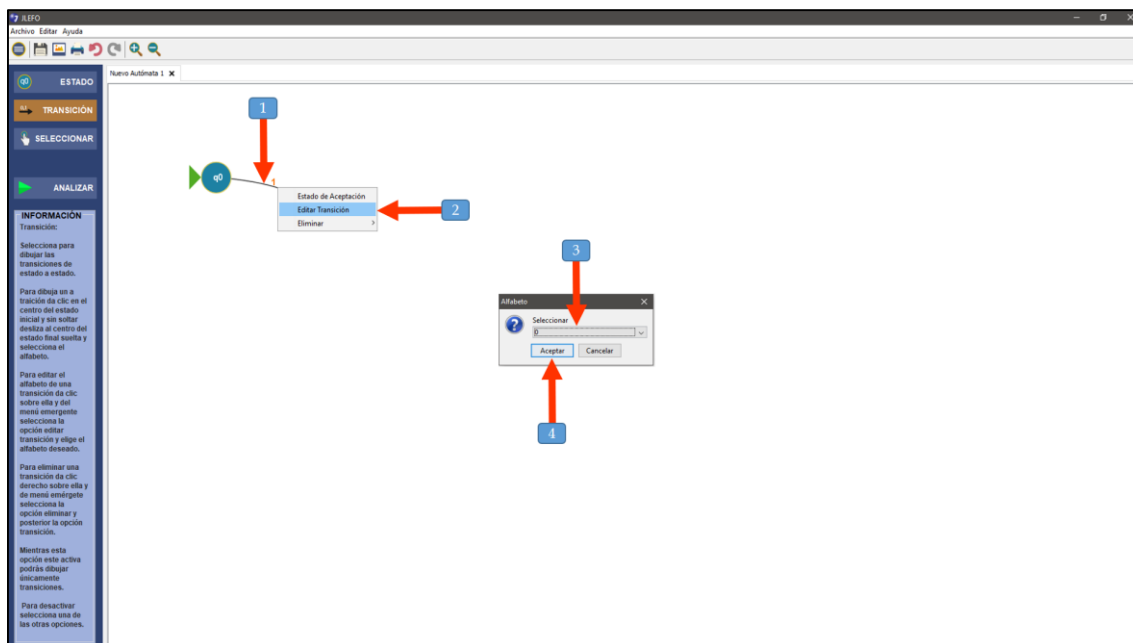 ILEFO
Archivo Editar Ayuda
Nuevo Autómata 1
q0 ESTADO
TRANSICIÓN
SELECCIONAR
ANALIZAR
INFORMACIÓN
Transición:
Selecciona para
dibujar las
transiciones de
estado a estado.
Para dibuja un a
traición da clic en el
centro del estado
inicial y sin soltar
desliza al centro del
estado final suelta y
selecciona el
alfabeto.
Para editar el
alfabeto de una
transición da clic
sobre ella y del
menú emergente
selecciona la
opción editar
transición y elige el
alfabeto deseado.
Para eliminar una
transición da clic
derecho sobre ella y
de menú emérgete
selecciona la
opción eliminar y
posterior la opción
transición.
Mientras esta
opción este activa
podrás dibujar
únicamente
transiciones.
Para desactivar
selecciona una de
las otras opciones.
1
q0
1
Estado de Aceptación
Editar Transición
Eliminar
2
3
Alfabeto
Seleccionar
0
Aceptar Cancelar
4